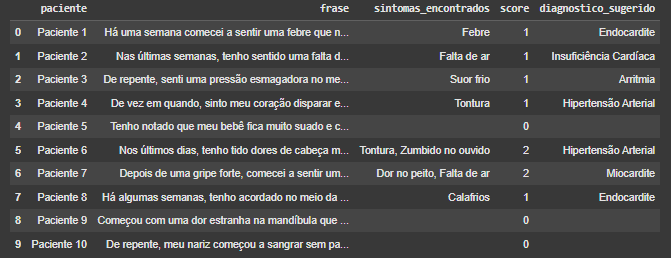 paciente frase sintomas_encontrados score diagnostico_sugerido
0 Paciente 1 Há uma semana comecei a sentir uma febre que n... Febre 1 Endocardite
1 Paciente 2 Nas últimas semanas, tenho sentido uma falta d... Falta de ar 1 Insuficiência Cardíaca
2 Paciente 3 De repente, senti uma pressão esmagadora no me... Suor frio 1 Arritmia
3 Paciente 4 De vez em quando, sinto meu coração disparar e... Tontura 1 Hipertensão Arterial
4 Paciente 5 Tenho notado que meu bebê fica muito suado e c... 0
5 Paciente 6 Nos últimos dias, tenho tido dores de cabeça m... Tontura, Zumbido no ouvido 2 Hipertensão Arterial
6 Paciente 7 Depois de uma gripe forte, comecei a sentir um... Dor no peito, Falta de ar 2 Miocardite
7 Paciente 8 Há algumas semanas, tenho acordado no meio da ... Calafrios 1 Endocardite
8 Paciente 9 Começou com uma dor estranha na mandíbula que ... 0
9 Paciente 10 De repente, meu nariz começou a sangrar sem pa... 0